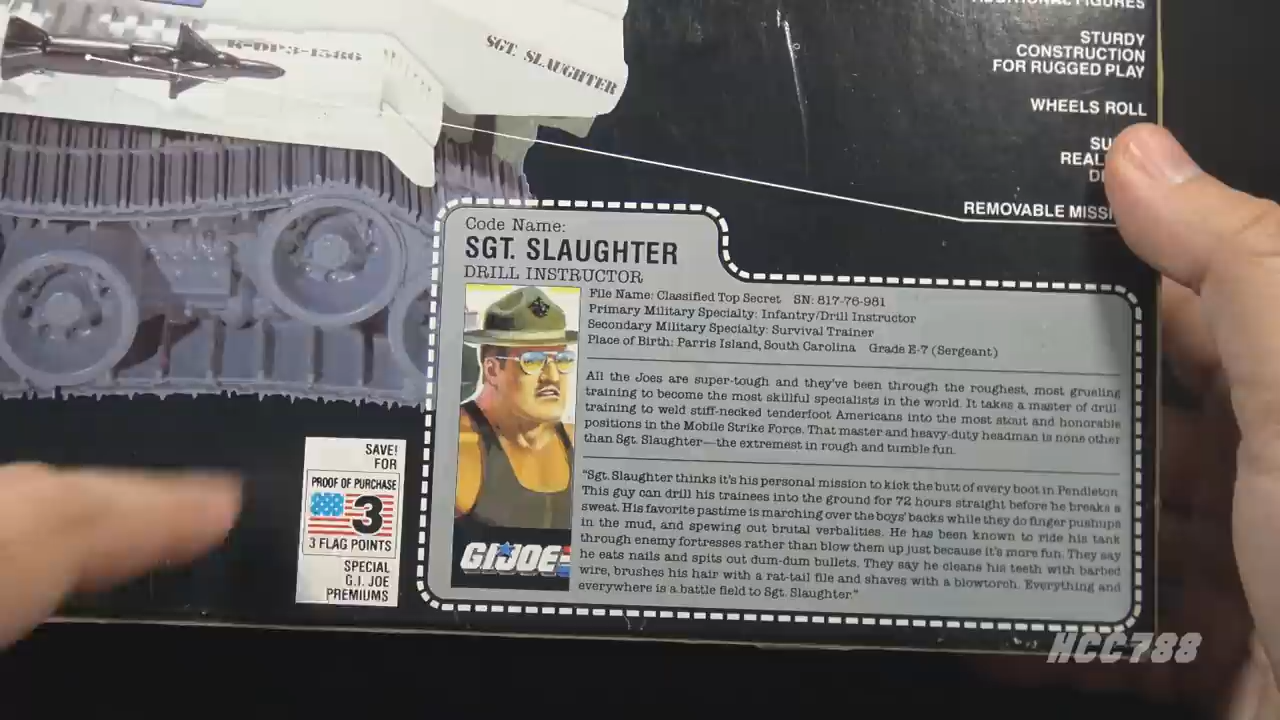 ADDITIONAL FIGURES
STURDY
CONSTRUCTION
FOR RUGGED PLAY
WHEELS ROLL
REMOVABLE
K-OP3-1586
SGT. SLAUGHTER
Code Name:
SGT. SLAUGHTER
DRILL INSTRUCTOR
File Name: Classified Top Secret SN: 817-76-981
Primary Military Specialty: Infantry/Drill Instructor
Secondary Military Specialty: Survival Trainer
Place of Birth: Parris Island, South Carolina Grade E-7 (Sergeant)
All the Joes are super-tough and they've been through the roughest, most grueling
training to become the most skillful specialists in the world. It takes a master of drill
training to weld stiff-necked tenderfoot Americans into the most stout and honorable
positions in the Mobile Strike Force. That master and heavy-duty headman is none other
than Sgt. Slaughter—the extremest in rough and tumble fun.
"Sgt. Slaughter thinks it's his personal mission to kick the butt of every boot in Pendleton.
This guy can drill his trainees into the ground for 72 hours straight before he breaks a
sweat. His favorite pastime is marching over the boys' backs while they do finger pushups
in the mud, and spewing out brutal verbalities. He has been known to ride his tank
through enemy fortresses rather than blow them up just because it's more fun. They say
he eats nails and spits out dum-dum bullets. They say he cleans his teeth with barbed
wire, brushes his hair with a rat-tail file and shaves with a blowtorch. Everything and
everywhere is a battle field to Sgt. Slaughter."
G.I. JOE
SAVE!
FOR
PROOF OF PURCHASE
3
3 FLAG POINTS
SPECIAL
G.I. JOE
PREMIUMS
HCC788